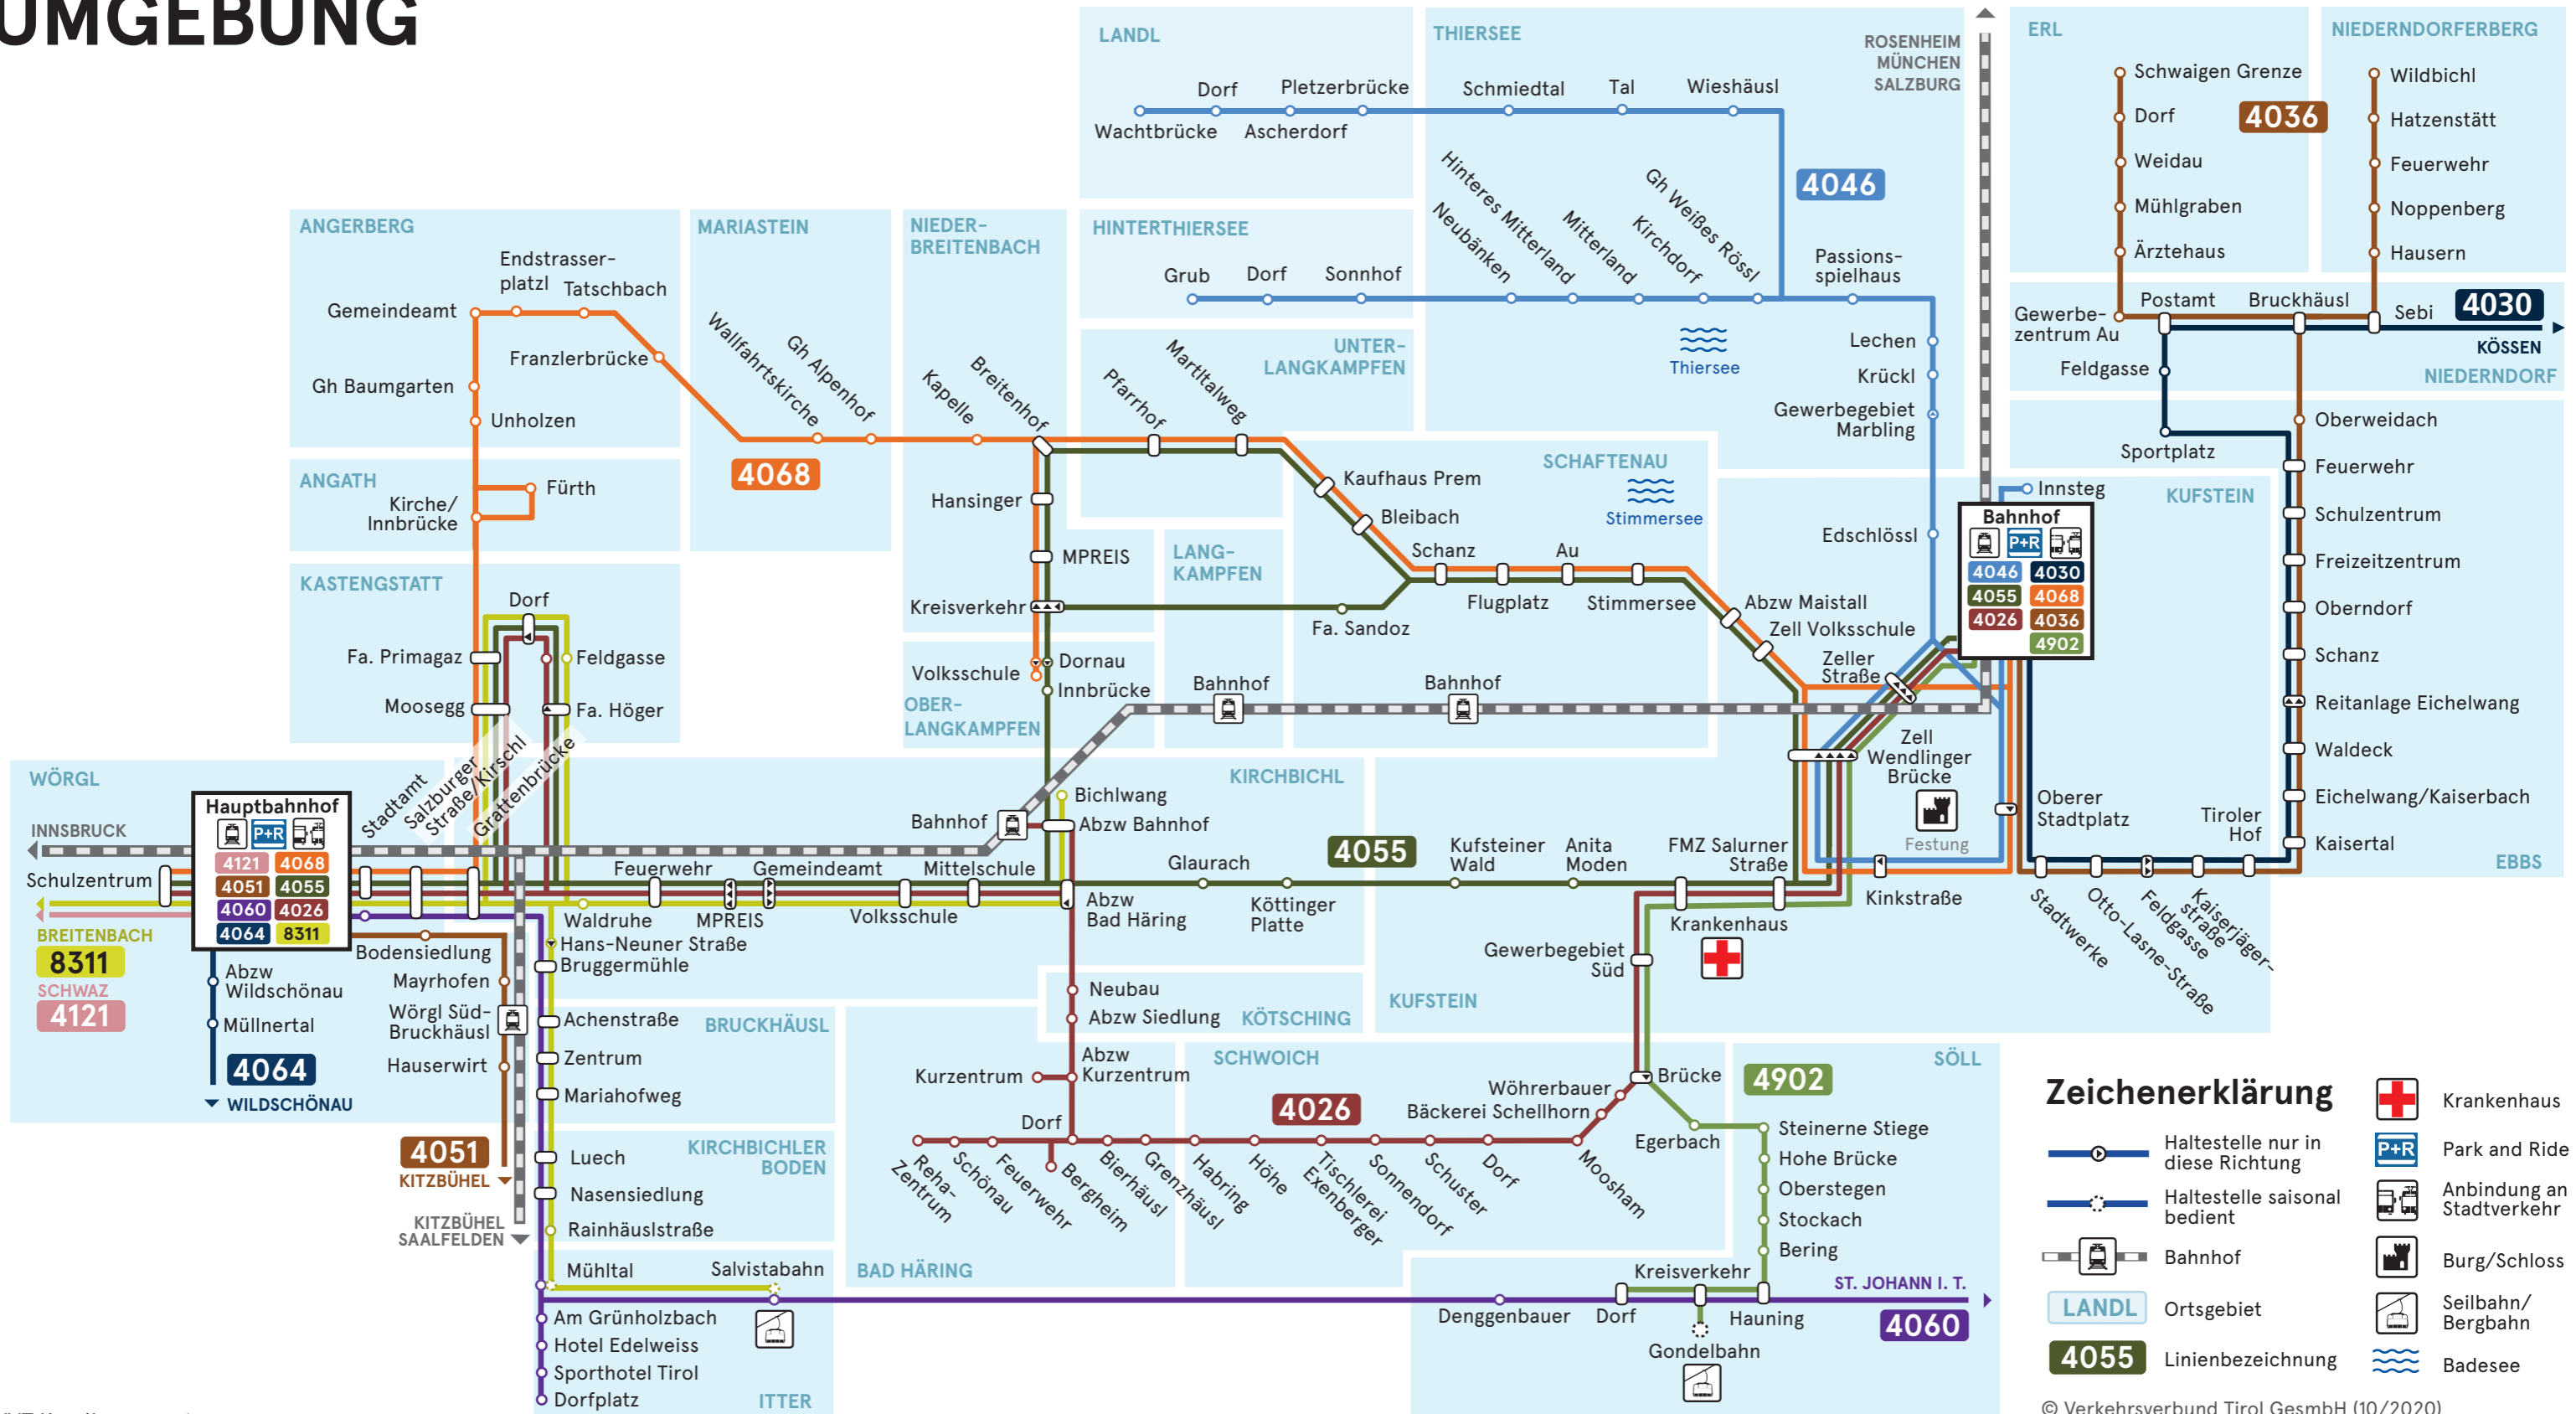 UMGEBUNG
LANDL
Dorf
Pletzerbrücke
Wachtbrücke
Ascherdorf
THIERSEE
Schmiedtal
Tal
Wieshäusl
ROSENHEIM
MÜNCHEN
SALZBURG
4046
Hinteres Mitterland
Neubänken
Mitterland
Kirchdorf
Gh Weißes Rössl
Passions-
spielhaus
Thiersee
Lechen
Krückl
Gewerbegebiet
Marbling
ERL
Schwaigen Grenze
Dorf
Weidau
Mühlgraben
Ärztehaus
4036
NIEDERNDORFERBERG
Wildbichl
Hatzenstätt
Feuerwehr
Noppenberg
Hausern
Gewerbe-
zentrum Au
Postamt
Bruckhäusl
Sebi
4030
KÖSSEN
Feldgasse
NIEDERNDORF
Sportplatz
Oberweidach
Feuerwehr
Schulzentrum
Freizeitzentrum
Oberndorf
Schanz
Reitanlage Eichelwang
Waldeck
Eichelwang/Kaiserbach
Kaisertal
EBBS
ANGERBERG
Endstrasser-
platzl
Tatschbach
Gemeindeamt
Franzlerbrücke
Gh Baumgarten
Unholzen
ANGATH
Kirche/
Innbrücke
Fürth
KASTENGSTATT
Dorf
Fa. Primagaz
Feldgasse
Moosegg
Fa. Höger
MARIASTEIN
Wallfahrtskirche
Gh Alpenhof
4068
NIEDER-
BREITENBACH
Kapelle
Breitenhof
Hansinger
MPREIS
Kreisverkehr
Volksschule
Dornau
Innbrücke
OBER-
LANGKAMPFEN
HINTERTHIERSEE
Grub
Dorf
Sonnhof
UNTER-
LANGKAMPFEN
Pfarrhof
Martltalweg
LANG-
KAMPFEN
Bahnhof
SCHAFTENAU
Kaufhaus Prem
Bleibach
Stimmersee
Schanz
Au
Flugplatz
Stimmersee
Fa. Sandoz
Bahnhof
Abzw Maistall
Zell Volksschule
Zeller
Straße
Edschlössl
Innsteg
KUFSTEIN
Bahnhof
P+R
4046
4030
4055
4068
4026
4036
4902
Zell
Wendlinger
Brücke
Festung
Oberer
Stadtplatz
Tiroler
Hof
Kinkstraße
Stadtwerke
Otto-Lasne-Straße
Feldgasse
Kaiserjäger-
straße
WÖRGL
INNSBRUCK
Hauptbahnhof
P+R
4121
4068
4051
4055
4060
4026
4064
8311
Schulzentrum
BREITENBACH
8311
SCHWAZ
4121
Stadtamt
Salzburger
Straße/Kirschl
Grattenbrücke
Abzw
Wildschönau
Müllnertal
4064
WILDSCHÖNAU
Bodensiedlung
Mayrhofen
Wörgl Süd-
Bruckhäusl
Hauserwirt
4051
KITZBÜHEL
KITZBÜHEL
SAALFELDEN
KIRCHBICHL
Bichlwang
Bahnhof
Abzw Bahnhof
Feuerwehr
Gemeindeamt
Mittelschule
Waldruhe
MPREIS
Volksschule
Abzw
Bad Häring
Hans-Neuner Straße
Bruggermühle
Glaurach
4055
Köttinger
Platte
Kufsteiner
Wald
Anita
Moden
FMZ Salurner
Straße
Krankenhaus
Gewerbegebiet
Süd
KUFSTEIN
BRUCKHÄUSL
Achenstraße
Zentrum
Mariahofweg
KIRCHBICHLER
BODEN
Luech
Nasensiedlung
Rainhäuslstraße
Mühltal
Salvistabahn
Am Grünholzbach
Hotel Edelweiss
Sporthotel Tirol
Dorfplatz
ITTER
Neubau
Abzw Siedlung
KÖTSCHING
Kurzentrum
Abzw
Kurzentrum
Dorf
Reha-
Zentrum
Schönau
Feuerwehr
Bergheim
Bierhäusl
Grenzhäusl
BAD HÄRING
SCHWOICH
4026
Wöhrerbauer
Bäckerei Schellhorn
Habring
Höhe
Tischlerei
Exenberger
Sonnendorf
Schuster
Dorf
Moosham
Brücke
4902
Egerbach
SÖLL
Steinerne Stiege
Hohe Brücke
Oberstegen
Stockach
Bering
Kreisverkehr
ST. JOHANN I. T.
Denggenbauer
Dorf
Hauning
4060
Gondelbahn
Zeichenerklärung
Haltestelle nur in
diese Richtung
Haltestelle saisonal
bedient
Bahnhof
LANDL
Ortsgebiet
4055
Linienbezeichnung
Krankenhaus
P+R
Park and Ride
Anbindung an
Stadtverkehr
Burg/Schloss
Seilbahn/
Bergbahn
Badesee
© Verkehrsverbund Tirol GesmbH (10/2020)